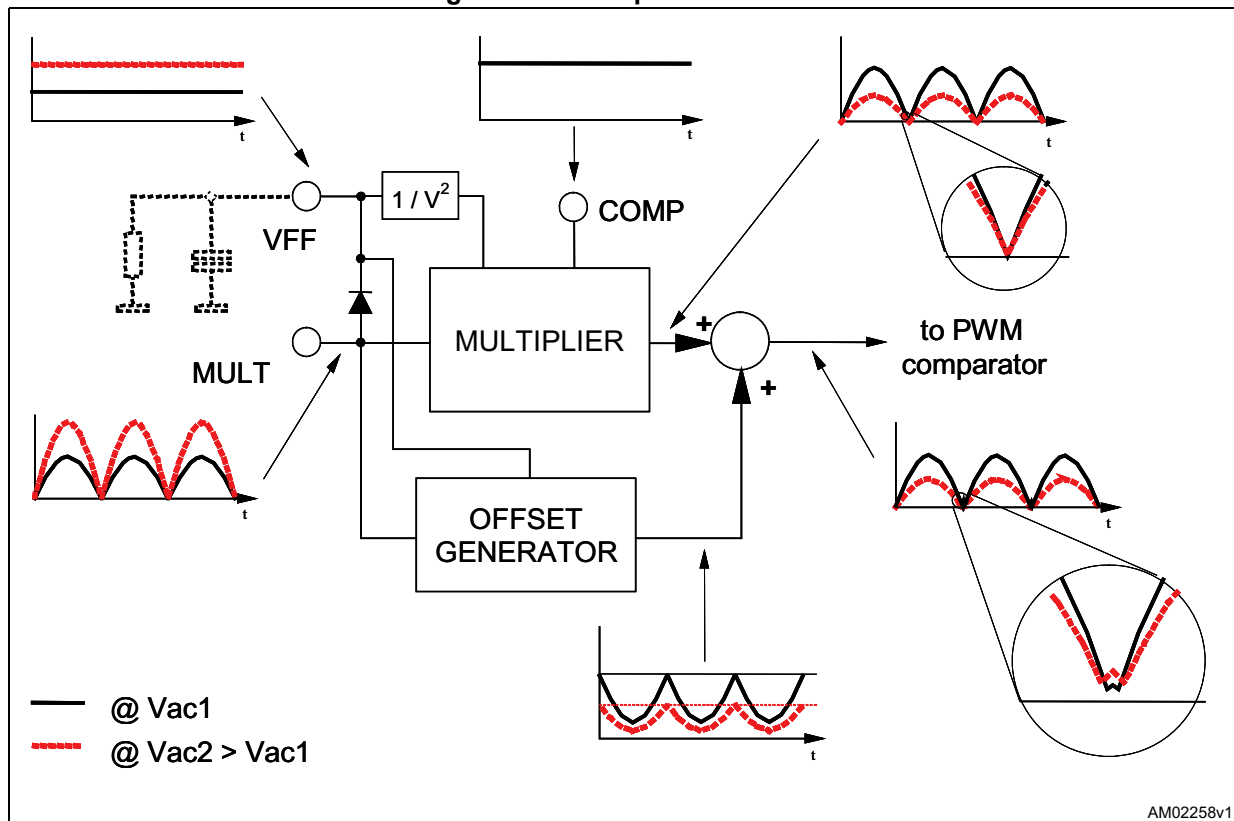 t
t
t
VFF
1 / V²
COMP
MULTIPLIER
+
to PWM
comparator
MULT
+
t
t
OFFSET
GENERATOR
@ Vac1
@ Vac2 > Vac1
t
AM02258v1